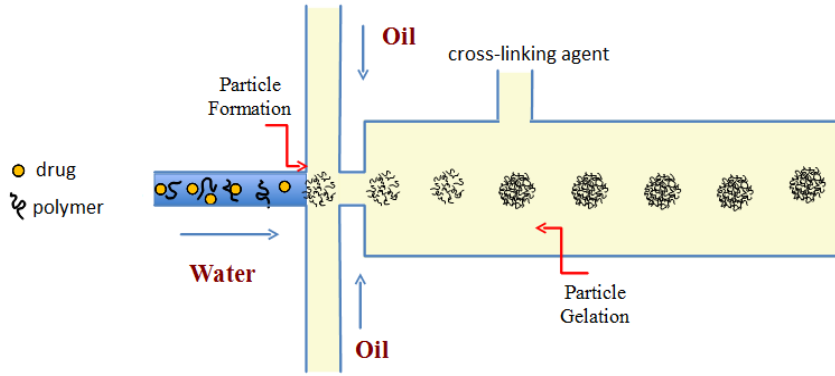 Oil
cross-linking agent
Particle
Formation
drug
polymer
Water
Particle
Gelation
Oil